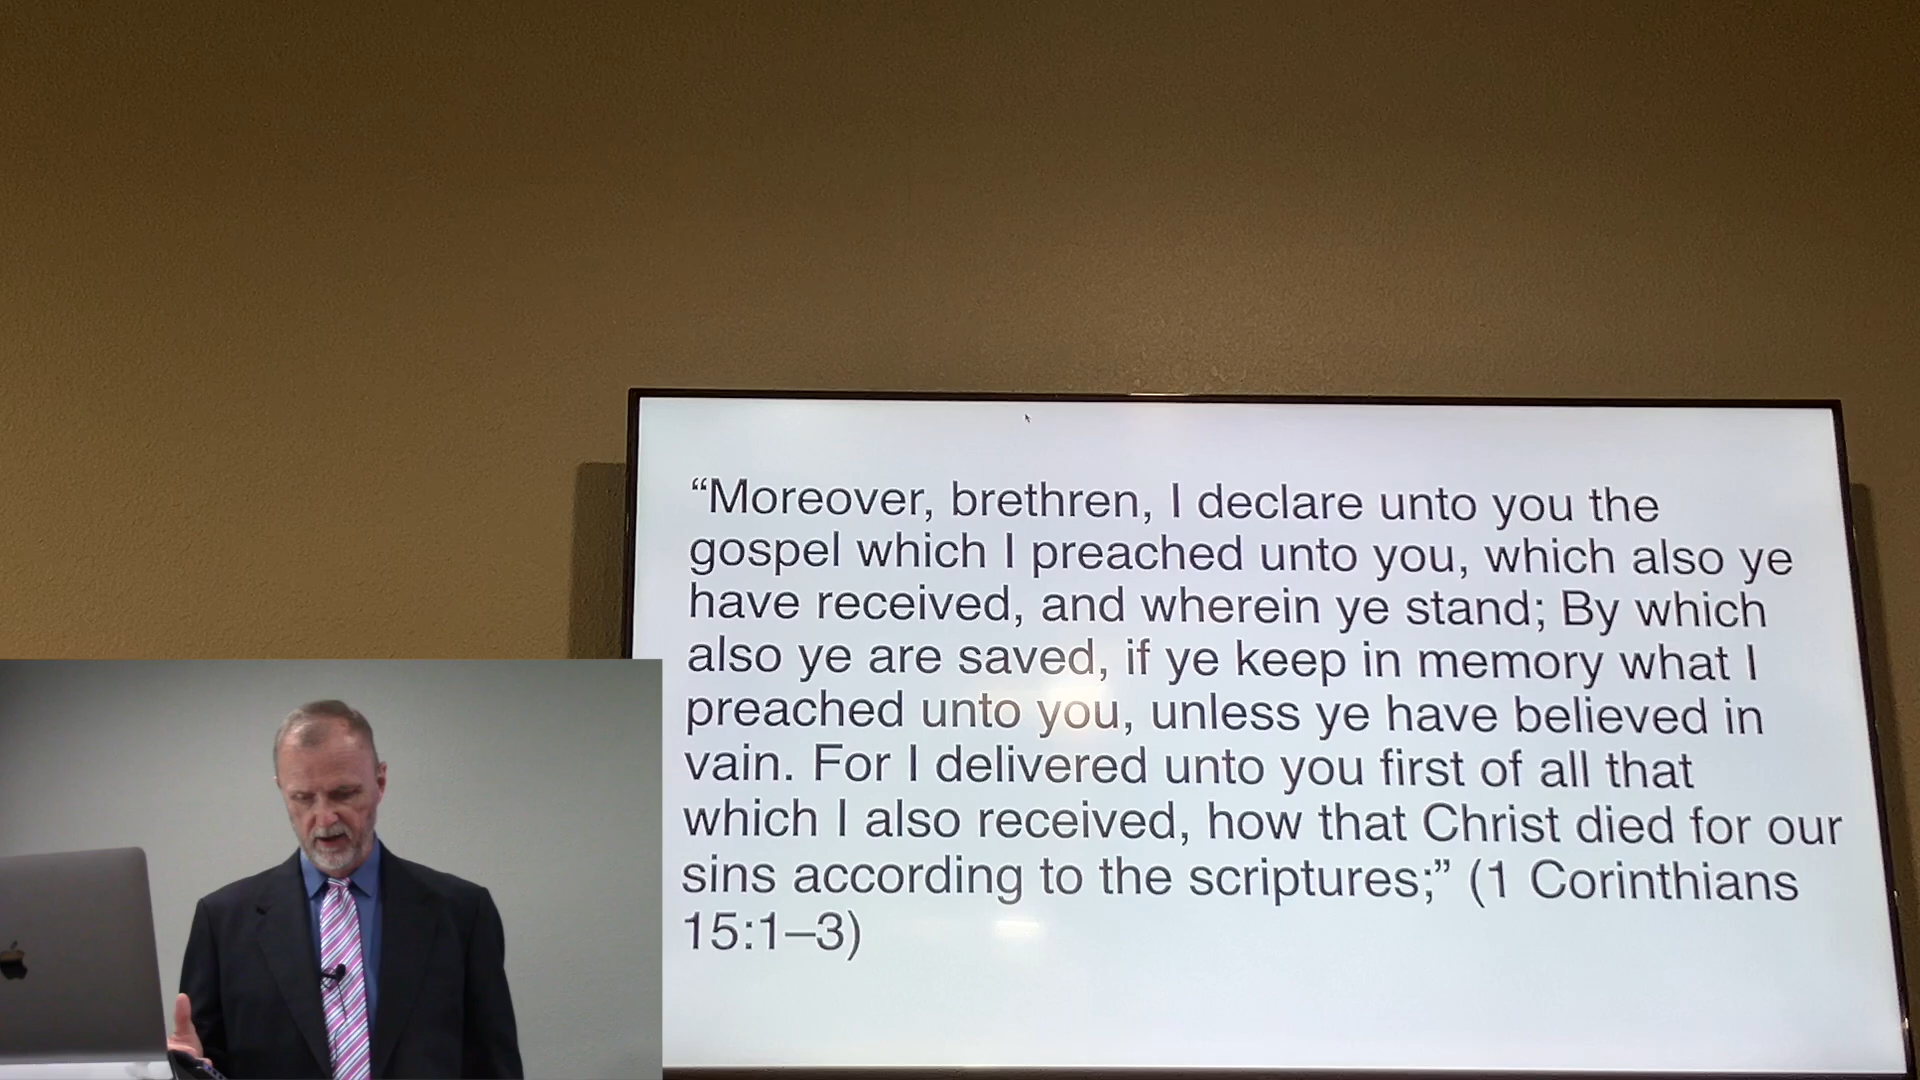 “Moreover, brethren, I declare unto you the
gospel which I preached unto you, which also ye
have received, and wherein ye stand; By which
also ye are saved, if ye keep in memory what I
preached unto you, unless ye have believed in
vain. For I delivered unto you first of all that
which I also received, how that Christ died for our
sins according to the scriptures;” (1 Corinthians
15:1–3)